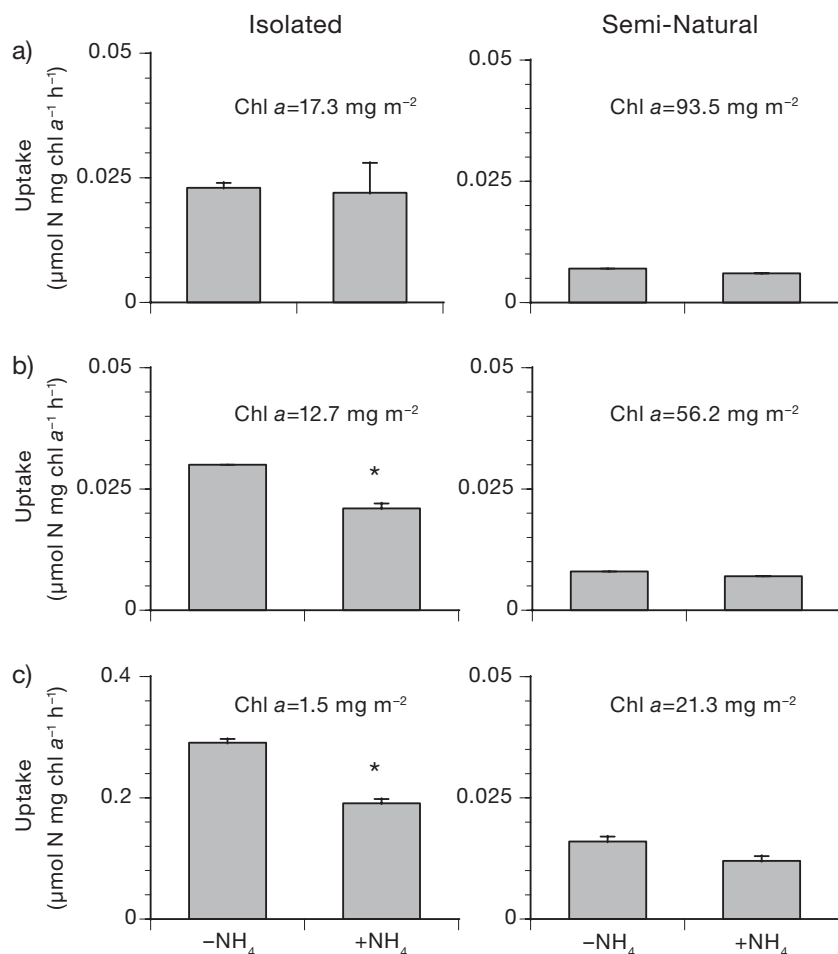 Isolated Semi-Natural
a)
Uptake
(µmol N mg chl a⁻¹ h⁻¹)
0.05
0.025
0
Chl a=17.3 mg m⁻²
0.05
0.025
0
Chl a=93.5 mg m⁻²
b)
Uptake
(µmol N mg chl a⁻¹ h⁻¹)
0.05
0.025
0
Chl a=12.7 mg m⁻²
*
0.05
0.025
0
Chl a=56.2 mg m⁻²
c)
Uptake
(µmol N mg chl a⁻¹ h⁻¹)
0.4
0.2
0
Chl a=1.5 mg m⁻²
*
0.05
0.025
0
Chl a=21.3 mg m⁻²
−NH₄ +NH₄ −NH₄ +NH₄